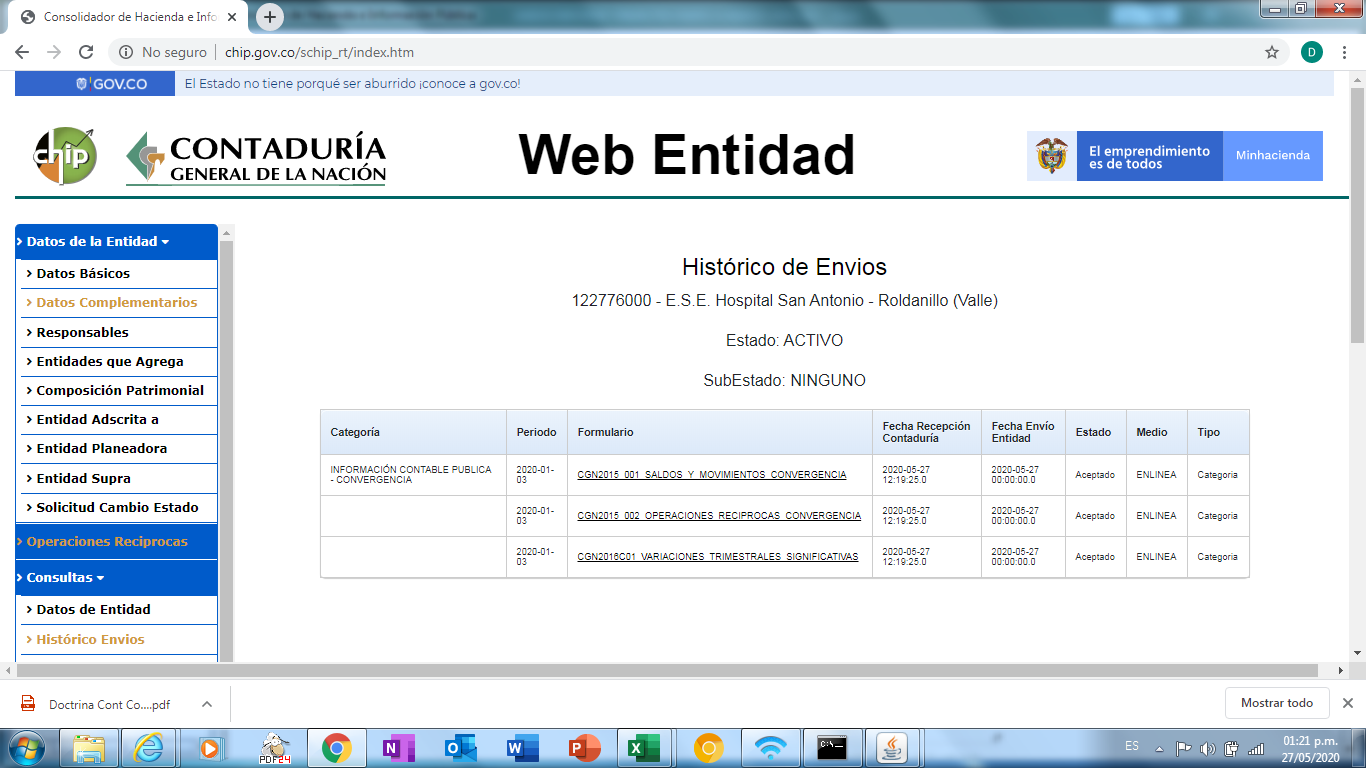 Consolidador de Hacienda e Info
No seguro | chip.gov.co/schip_rt/index.htm
D
GOV.CO
El Estado no tiene porqué ser aburrido ¡conoce a gov.co!
chip
CONTADURÍA
GENERAL DE LA NACIÓN
Web Entidad
El emprendimiento
es de todos
Minhacienda
Datos de la Entidad
Datos Básicos
Datos Complementarios
Responsables
Entidades que Agrega
Composición Patrimonial
Entidad Adscrita a
Entidad Planeadora
Entidad Supra
Solicitud Cambio Estado
Operaciones Reciprocas
Consultas
Datos de Entidad
Histórico Envios
Histórico de Envios
122776000 - E.S.E. Hospital San Antonio - Roldanillo (Valle)
Estado: ACTIVO
SubEstado: NINGUNO
Categoría Periodo Formulario Fecha Recepción Contaduría Fecha Envío Entidad Estado Medio Tipo
INFORMACIÓN CONTABLE PUBLICA - CONVERGENCIA 2020-01-03 CGN2015_001_SALDOS_Y_MOVIMIENTOS_CONVERGENCIA 2020-05-27 12:19:25.0 2020-05-27 00:00:00.0 Aceptado ENLINEA Categoria
2020-01-03 CGN2015_002_OPERACIONES_RECIPROCAS_CONVERGENCIA 2020-05-27 12:19:25.0 2020-05-27 00:00:00.0 Aceptado ENLINEA Categoria
2020-01-03 CGN2016C01_VARIACIONES_TRIMESTRALES_SIGNIFICATIVAS 2020-05-27 12:19:25.0 2020-05-27 00:00:00.0 Aceptado ENLINEA Categoria
Doctrina Cont Co....pdf
Mostrar todo
PDF24
ES
01:21 p.m.
27/05/2020